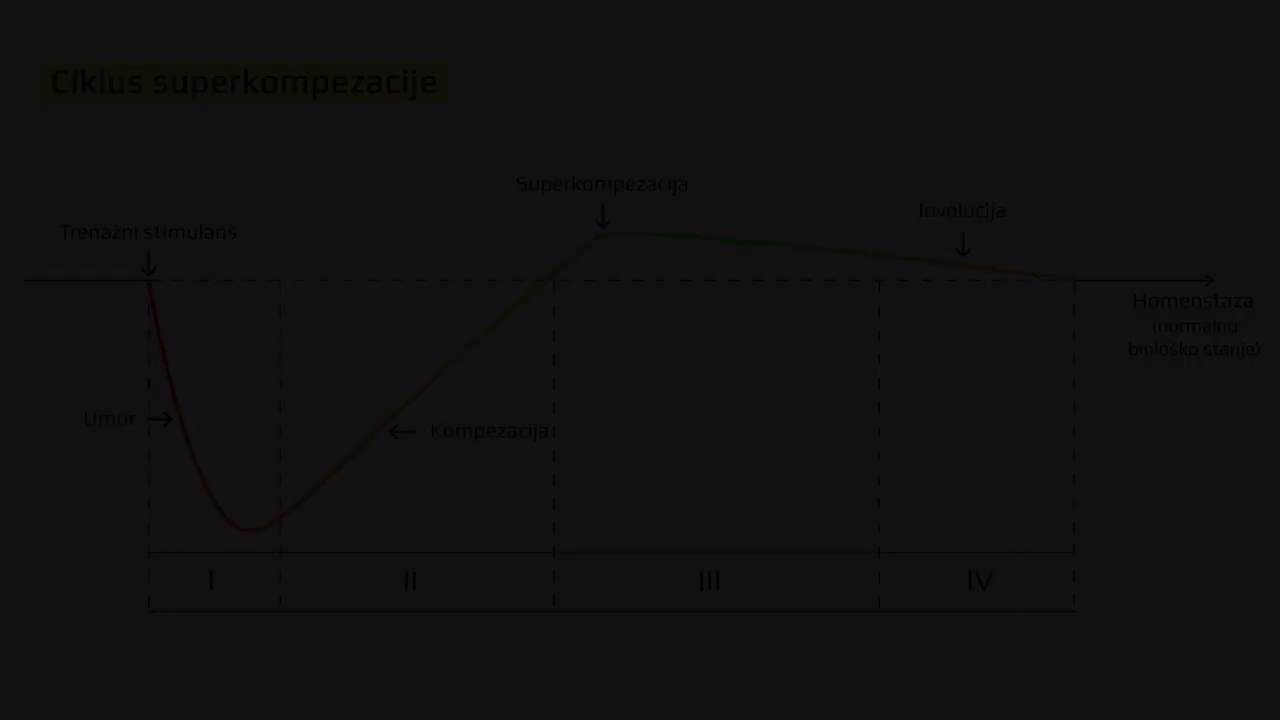 Ciklus superkompezacije
Superkompezacija
Involucija
Trenažni stimulans
Homeostaza
(normalno
biološko stanje)
Umor
Kompezacija
I
II
III
IV